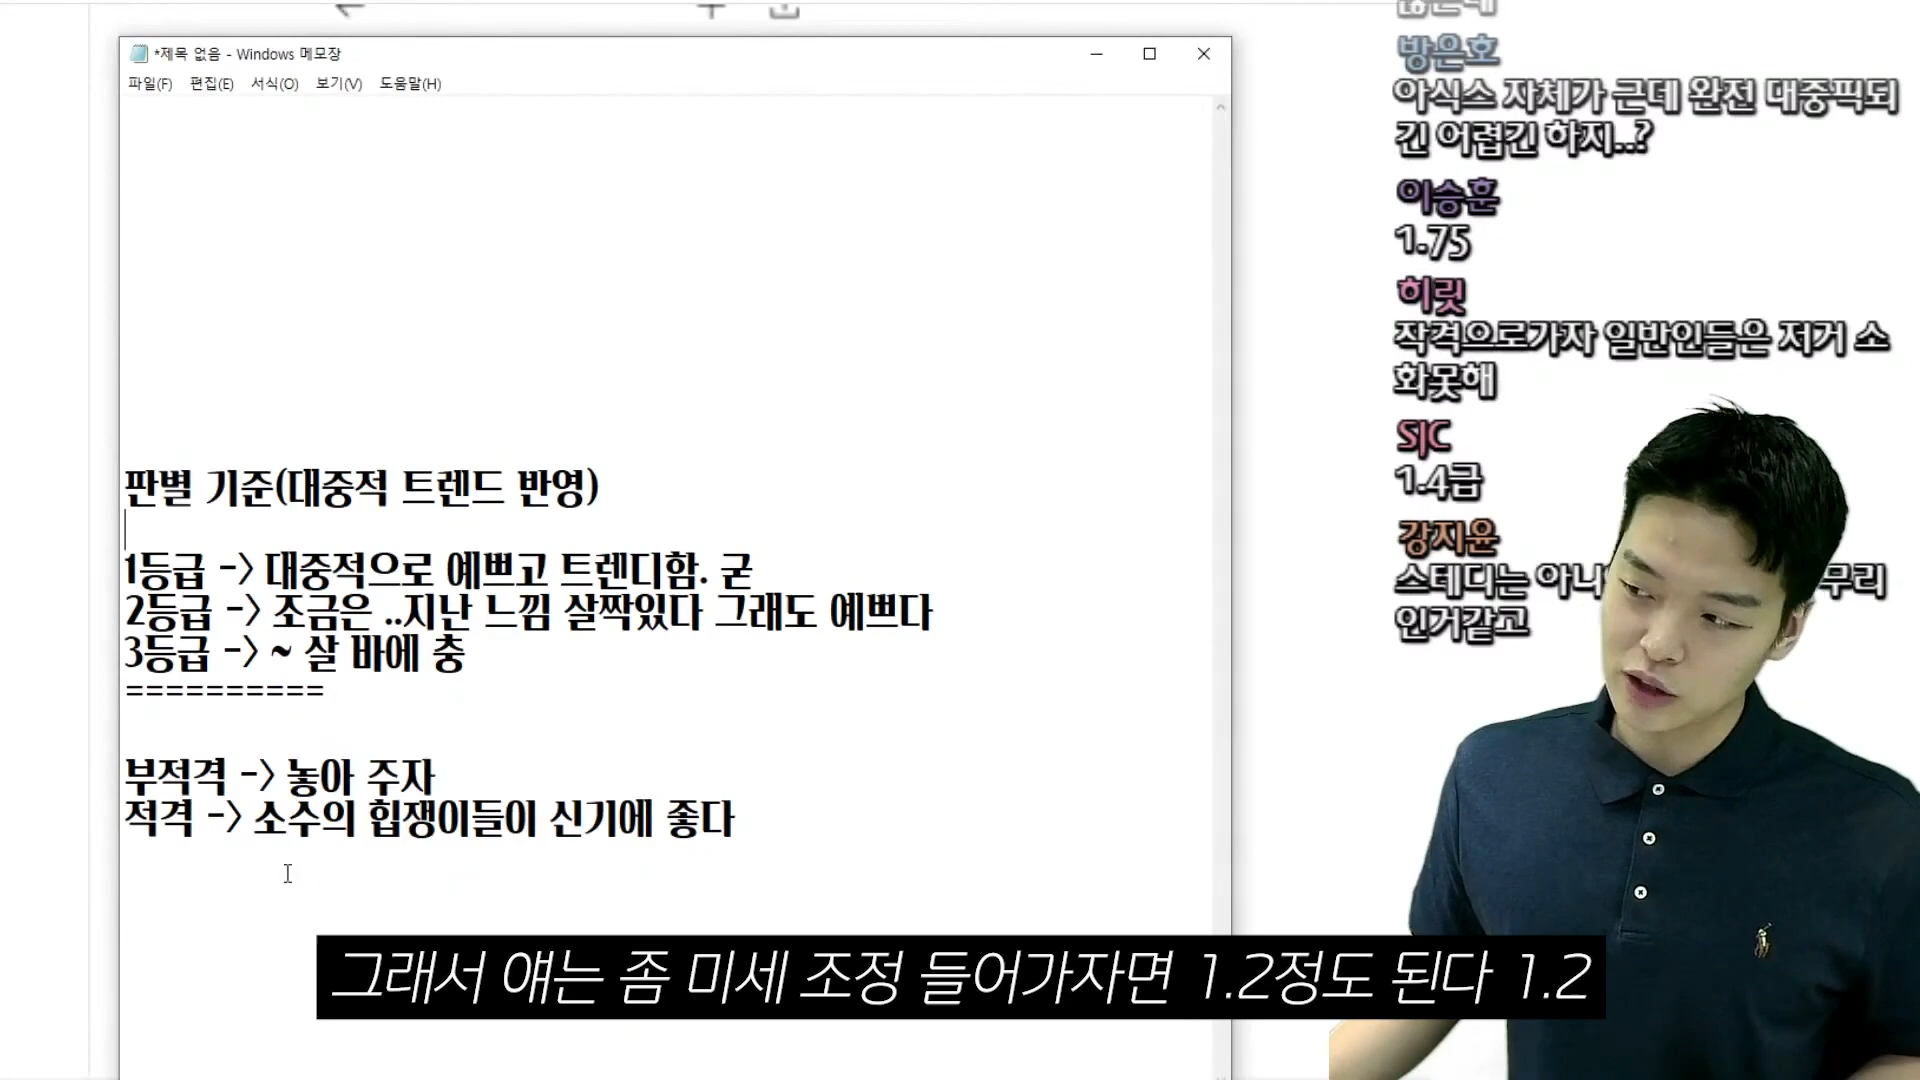 *제목 없음 - Windows 메모장
파일(F) 편집(E) 서식(O) 보기(V) 도움말(H)
판별 기준(대중적 트렌드 반영)
1등급 -> 대중적으로 예쁘고 트렌디함. 굳
2등급 -> 조금은 ..지난 느낌 살짝있다 그래도 예쁘다
3등급 -> ~ 살 바에 충
==========
부적격 -> 놓아 주자
적격 -> 소수의 힙쟁이들이 신기에 좋다
방은호
아식스 자체가 근데 완전 대중픽되
긴 어렵긴 하지..?
이승훈
1.75
히릿
작격으로가자 일반인들은 저거 소
화못해
SJC
1.4급
강지윤
스테디는 아니 무리
인거같고
그래서 얘는 좀 미세 조정 들어가자면 1.2정도 된다 1.2